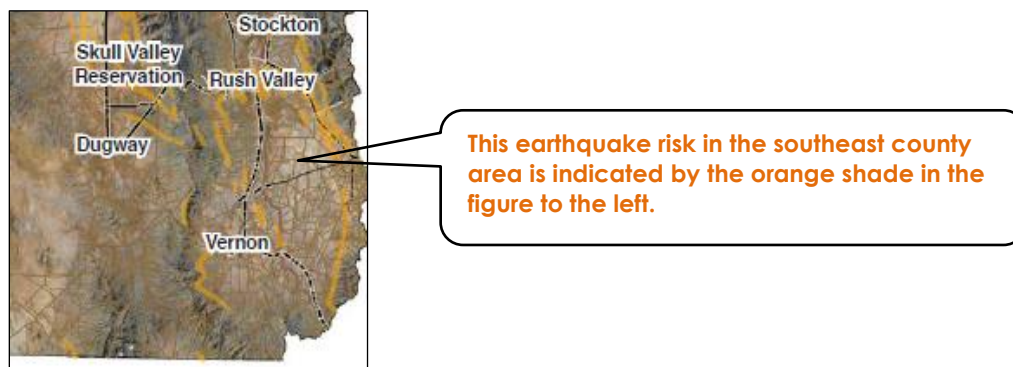 Stockton
Skull Valley
Reservation
Rush Valley
Dugway
Vernon
This earthquake risk in the southeast county
area is indicated by the orange shade in the
figure to the left.